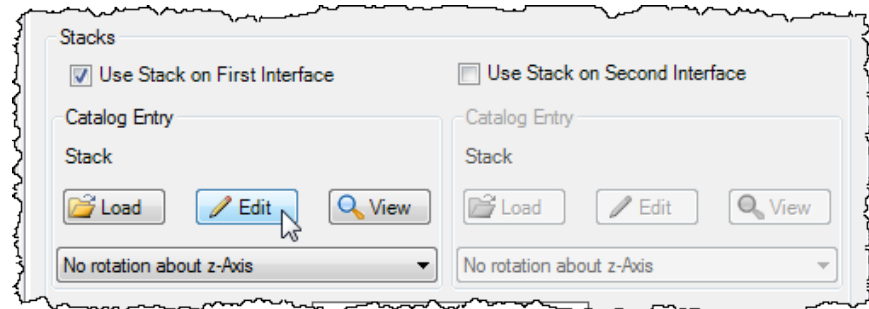 Stacks
Use Stack on First Interface
Use Stack on Second Interface
Catalog Entry
Stack
Load Edit View
No rotation about z-Axis
Catalog Entry
Stack
Load Edit View
No rotation about z-Axis